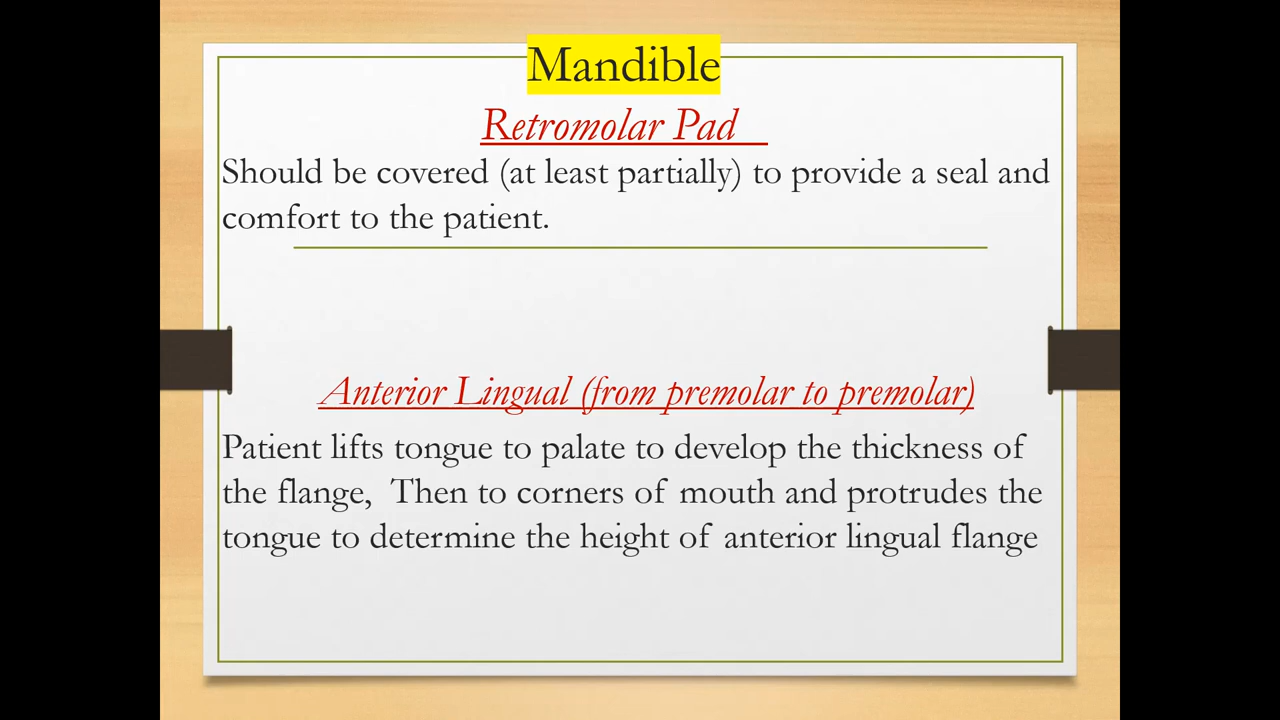 Mandible
Retromolar Pad
Should be covered (at least partially) to provide a seal and
comfort to the patient.
Anterior Lingual (from premolar to premolar)
Patient lifts tongue to palate to develop the thickness of
the flange,  Then to corners of mouth and protrudes the
tongue to determine the height of anterior lingual flange